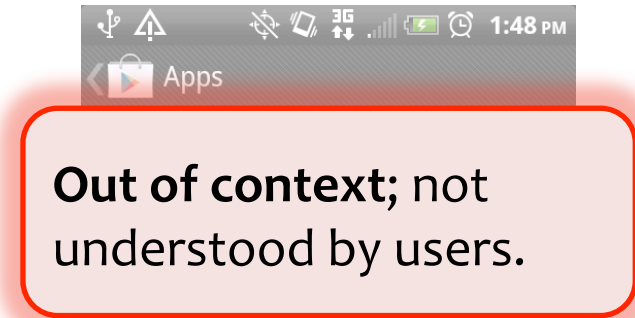 3G 1:48 PM
Apps
Out of context; not
understood by users.